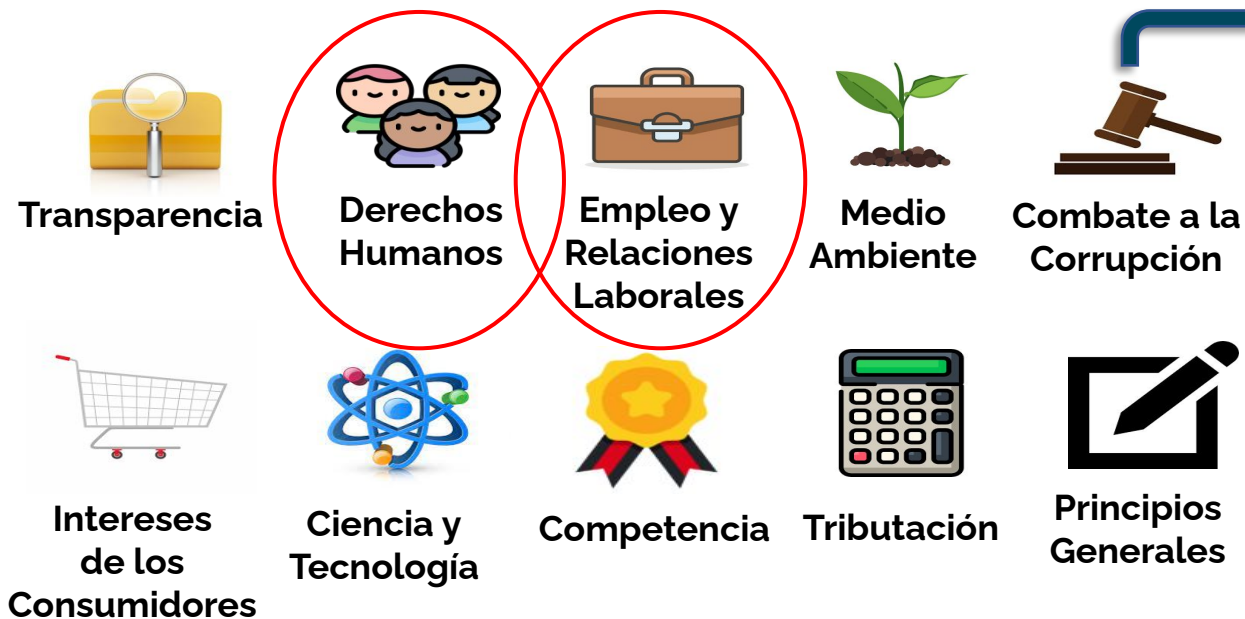 Transparencia
Derechos
Humanos
Empleo y
Relaciones
Laborales
Medio
Ambiente
Combate a la
Corrupción
Intereses
de los
Consumidores
Ciencia y
Tecnología
Competencia
Tributación
Principios
Generales